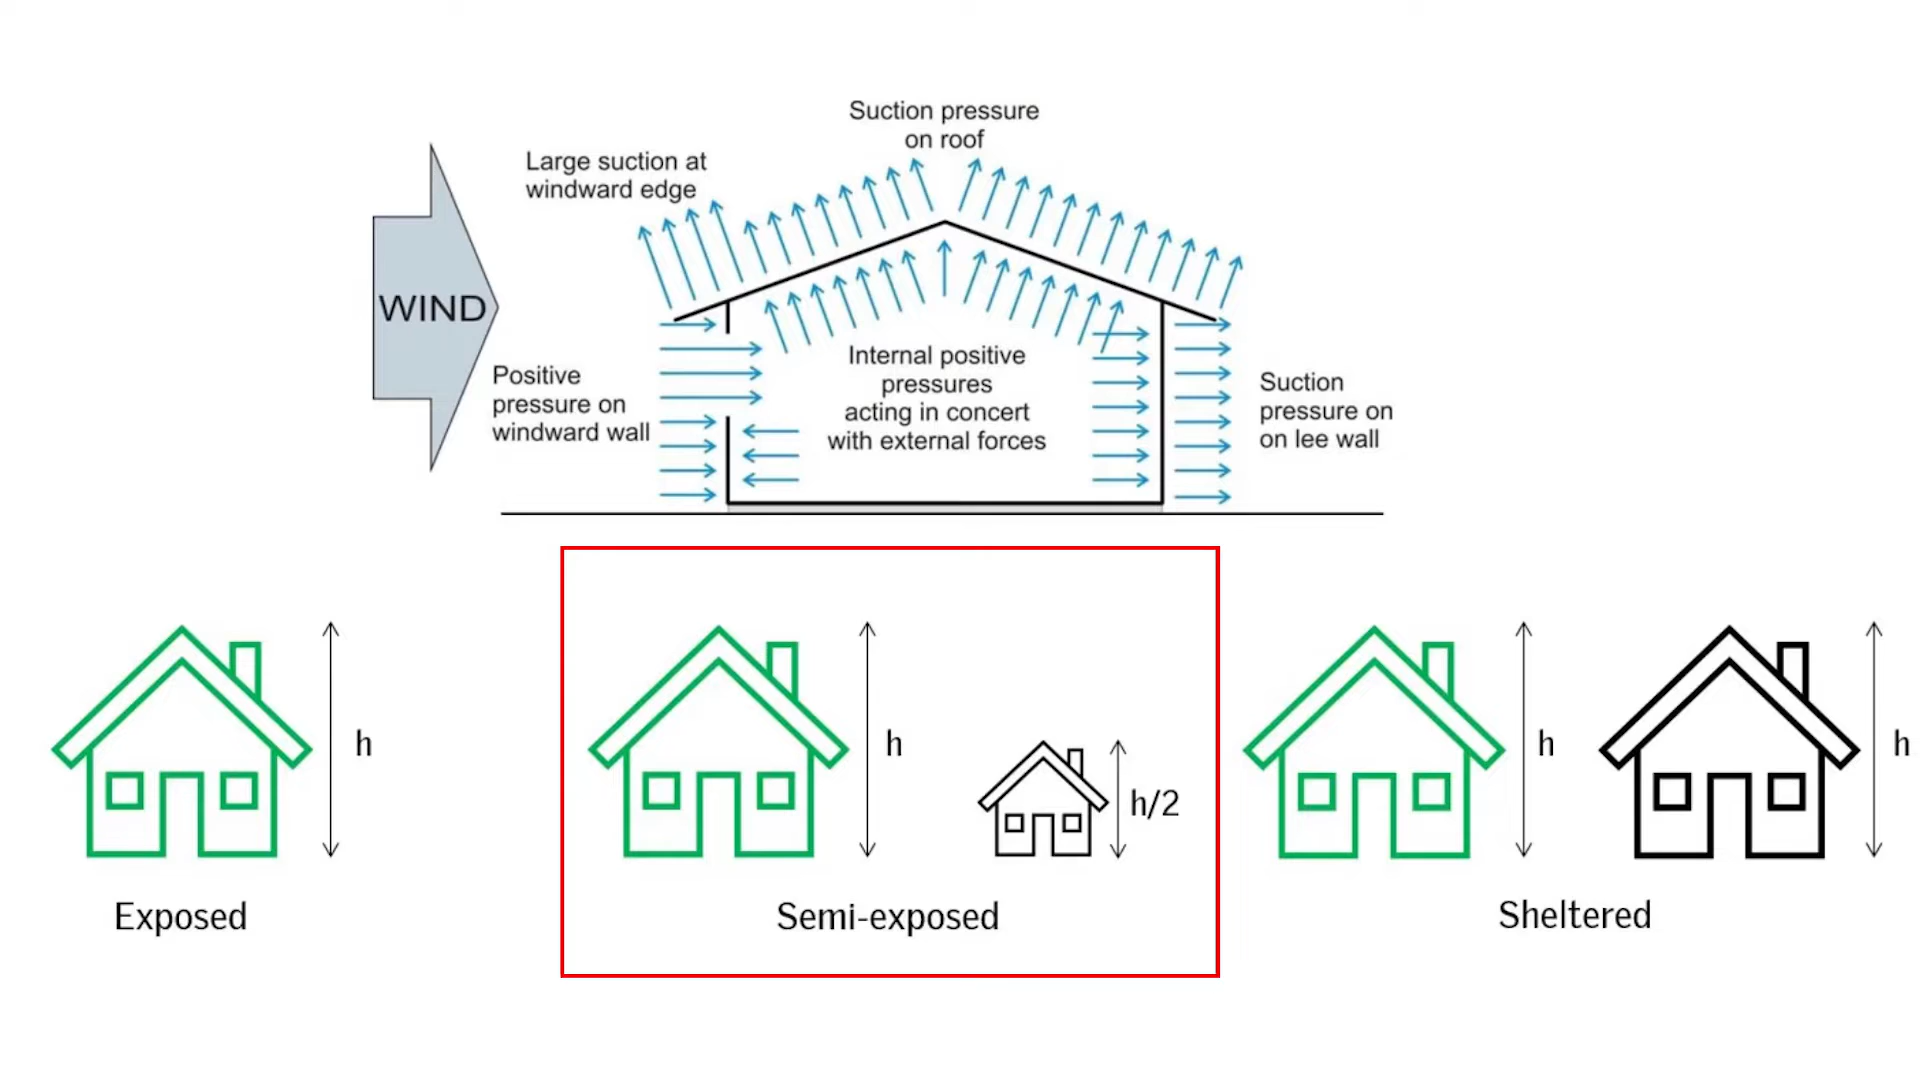 Suction pressure
on roof
Large suction at
windward edge
WIND
Positive
pressure on
windward wall
Internal positive
pressures
acting in concert
with external forces
Suction
pressure on
on lee wall
h
h
h/2
h
h
Exposed
Semi-exposed
Sheltered